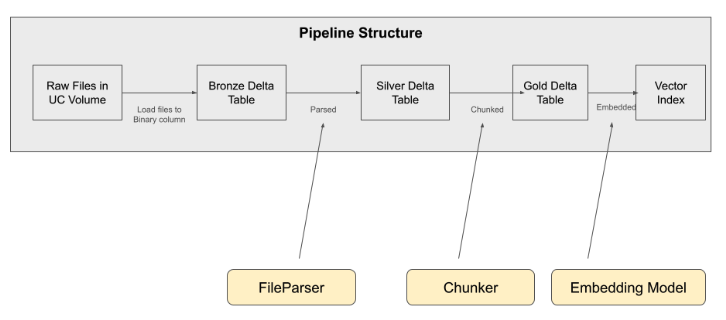 Pipeline Structure
Raw Files in
UC Volume
Load files to
Binary column
Bronze Delta
Table
Parsed
Silver Delta
Table
Chunked
Gold Delta
Table
Embedded
Vector
Index
FileParser
Chunker
Embedding Model